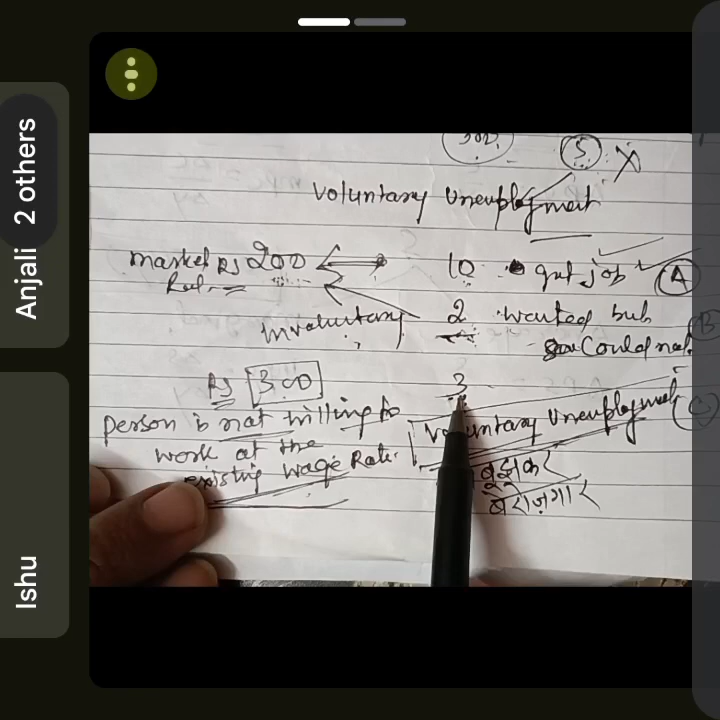 Anjali 2 others
Ishu
Voluntary Unemployment
5 X
market Rs 200
10 got job A
Rate
2 wanted but
Involuntary
could not
B
Rs 300
3
person is not willing to
work at the
existing wage Rate.
Voluntary Unemployment C
बेरोज़गार